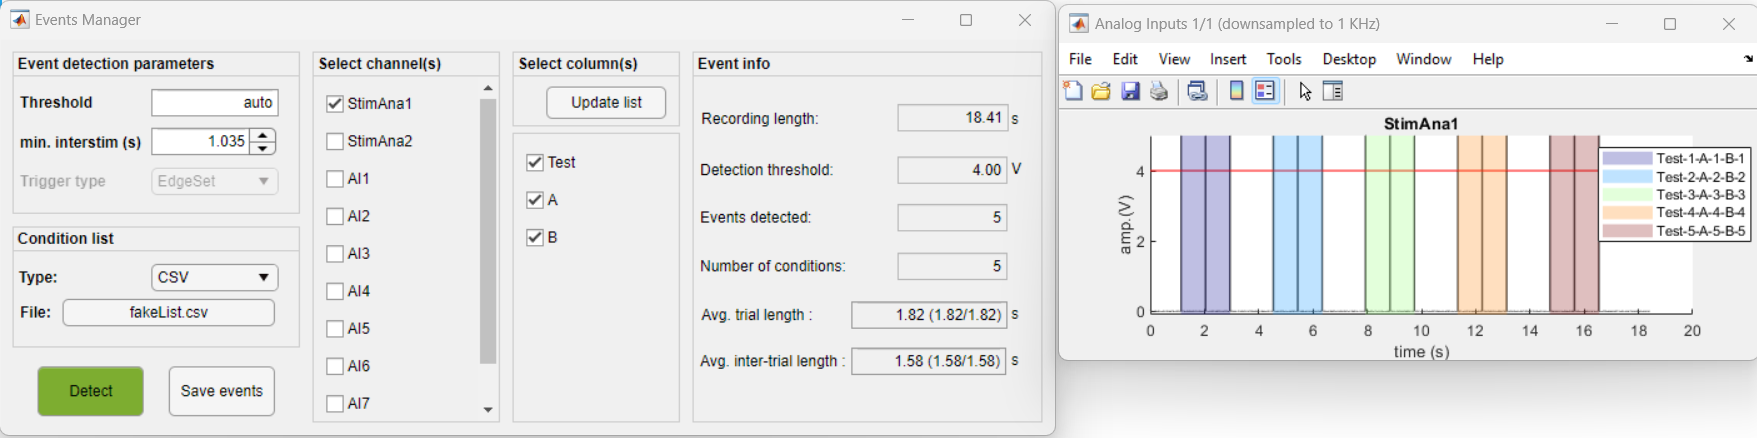 Events Manager
Event detection parameters
Threshold
auto
min. interstim (s)
1.035
Trigger type
EdgeSet
Condition list
Type:
CSV
File:
fakeList.csv
Detect
Save events
Select channel(s)
StimAna1
StimAna2
AI1
AI2
AI3
AI4
AI5
AI6
AI7
Select column(s)
Update list
Test
A
B
Event info
Recording length:
18.41 s
Detection threshold:
4.00 V
Events detected:
5
Number of conditions:
5
Avg. trial length :
1.82 (1.82/1.82) s
Avg. inter-trial length :
1.58 (1.58/1.58) s
Analog Inputs 1/1 (downsampled to 1 KHz)
File Edit View Insert Tools Desktop Window Help
StimAna1
amp.(V)
4
2
0
0 2 4 6 8 10 12 14 16 18 20
time (s)
Test-1-A-1-B-1
Test-2-A-2-B-2
Test-3-A-3-B-3
Test-4-A-4-B-4
Test-5-A-5-B-5